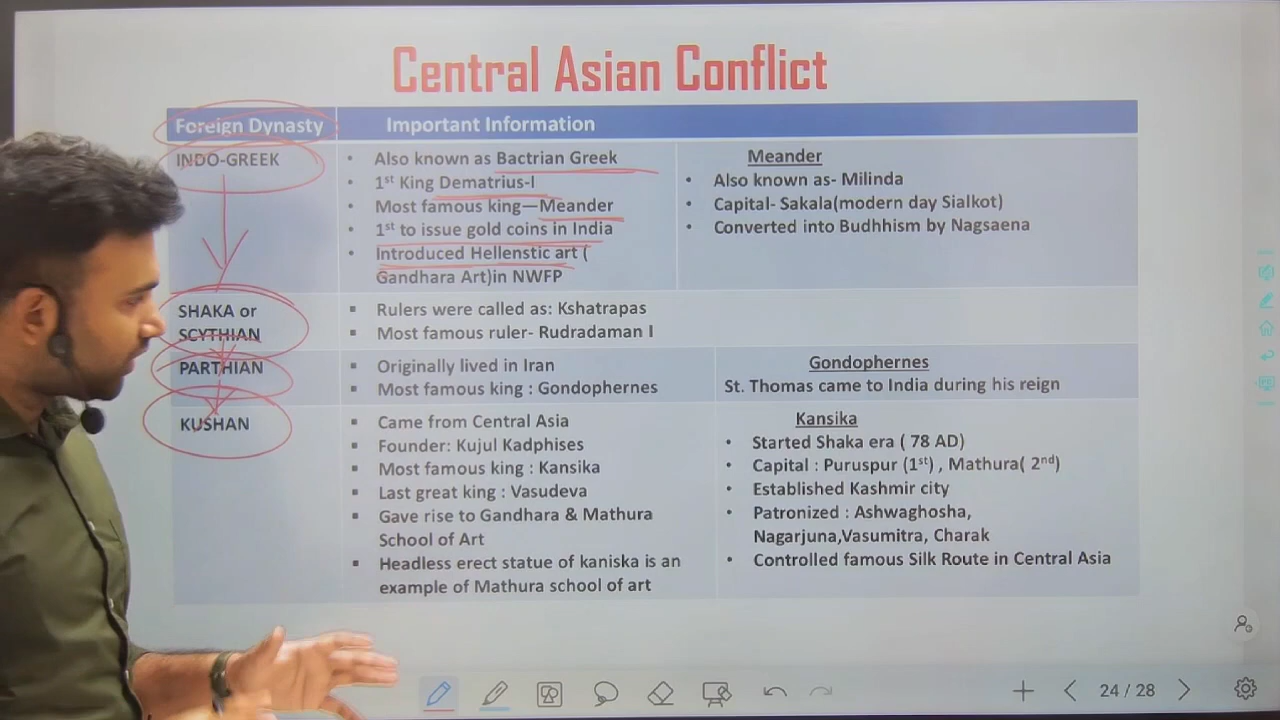 Central Asian Conflict
Foreign Dynasty
Important Information
INDO-GREEK
• Also known as Bactrian Greek
• 1st King Dematrius-I
• Most famous king—Meander
• 1st to issue gold coins in India
• Introduced Hellenstic art (
Gandhara Art)in NWFP
Meander
• Also known as- Milinda
• Capital- Sakala(modern day Sialkot)
• Converted into Budhhism by Nagsaena
SHAKA or
SCYTHIAN
▪ Rulers were called as: Kshatrapas
▪ Most famous ruler- Rudradaman I
PARTHIAN
▪ Originally lived in Iran
▪ Most famous king : Gondophernes
Gondophernes
St. Thomas came to India during his reign
KUSHAN
▪ Came from Central Asia
▪ Founder: Kujul Kadphises
▪ Most famous king : Kansika
▪ Last great king : Vasudeva
▪ Gave rise to Gandhara & Mathura
School of Art
▪ Headless erect statue of kaniska is an
example of Mathura school of art
Kansika
• Started Shaka era ( 78 AD)
• Capital : Puruspur (1st) , Mathura( 2nd)
• Established Kashmir city
• Patronized : Ashwaghosha,
Nagarjuna,Vasumitra, Charak
• Controlled famous Silk Route in Central Asia
24 / 28